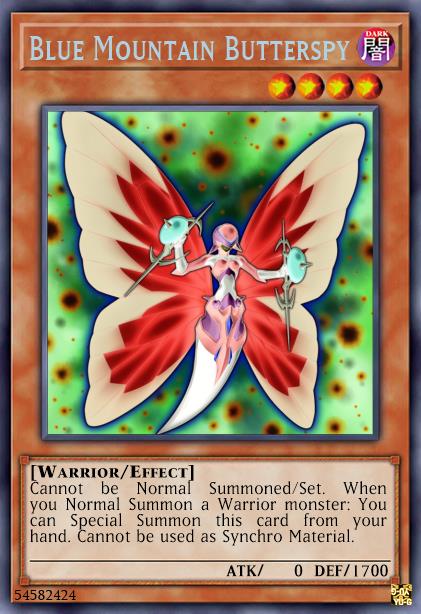 Blue Mountain Butterspy
DARK
闇
[Warrior/Effect]
Cannot be Normal Summoned/Set. When
you Normal Summon a Warrior monster: You
can Special Summon this card from your
hand. Cannot be used as Synchro Material.
ATK/ 0 DEF/1700
54582424